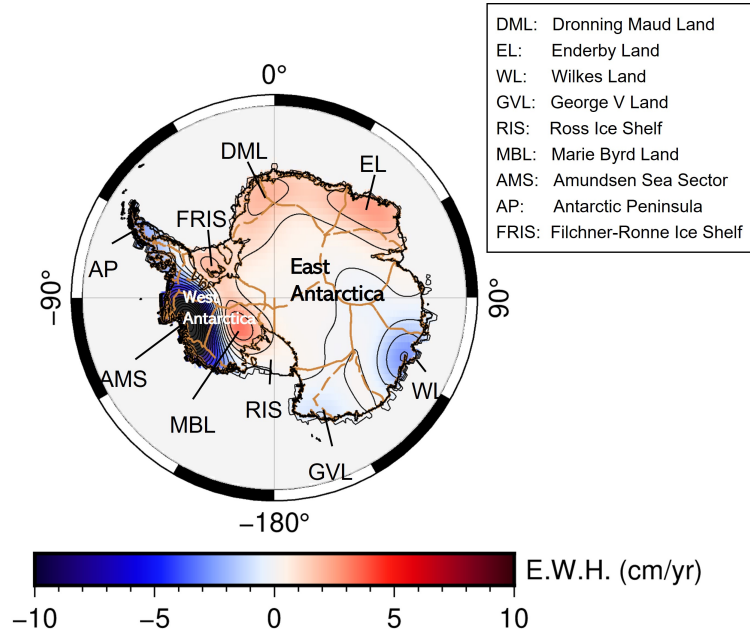 DML: Dronning Maud Land
EL: Enderby Land
WL: Wilkes Land
GVL: George V Land
RIS: Ross Ice Shelf
MBL: Marie Byrd Land
AMS: Amundsen Sea Sector
AP: Antarctic Peninsula
FRIS: Filchner-Ronne Ice Shelf
0°
DML
EL
FRIS
AP
East
Antarctica
West
Antarctica
−90°
90°
AMS
WL
MBL
RIS
GVL
−180°
E.W.H. (cm/yr)
−10 −5 0 5 10